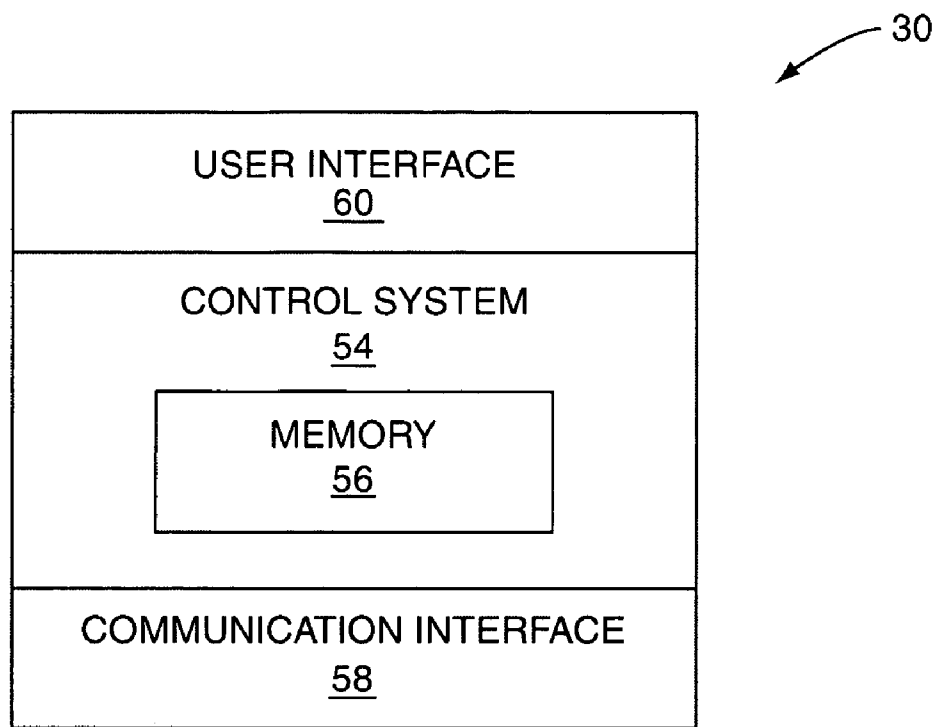 30
USER INTERFACE
60
CONTROL SYSTEM
54
MEMORY
56
COMMUNICATION INTERFACE
58